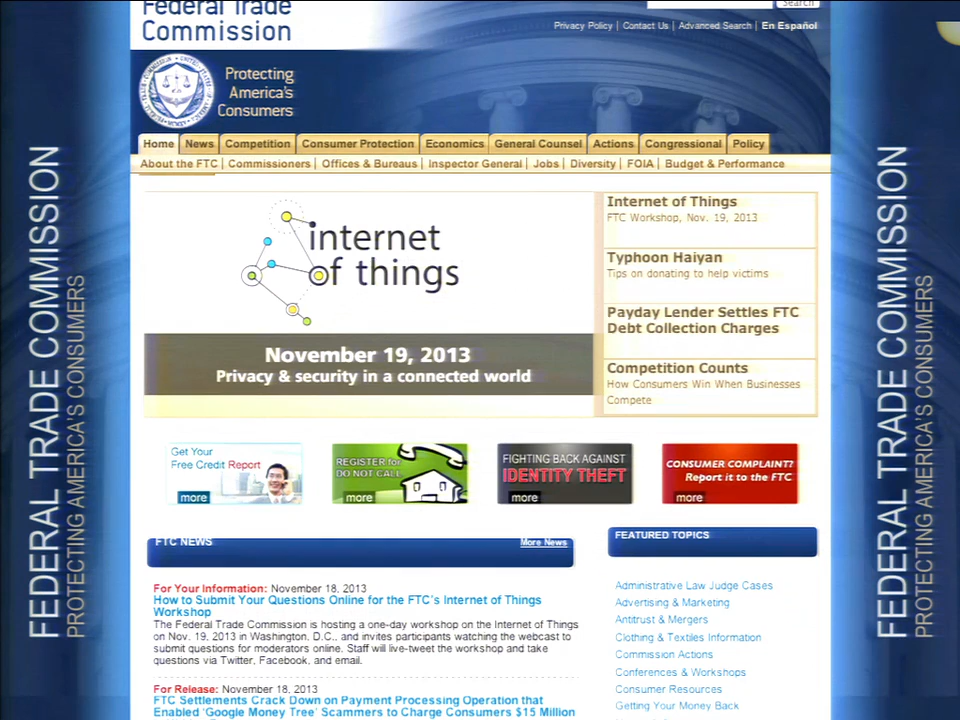 Federal Trade
Commission
Search
Privacy Policy | Contact Us | Advanced Search | En Español
Protecting
America's
Consumers
Home News Competition Consumer Protection Economics General Counsel Actions Congressional Policy
About the FTC | Commissioners | Offices & Bureaus | Inspector General | Jobs | Diversity | FOIA | Budget & Performance
internet
of things
November 19, 2013
Privacy & security in a connected world
Internet of Things
FTC Workshop, Nov. 19, 2013
Typhoon Haiyan
Tips on donating to help victims
Payday Lender Settles FTC
Debt Collection Charges
Competition Counts
How Consumers Win When Businesses
Compete
Get Your
Free Credit Report
more
REGISTER for
DO NOT CALL
more
FIGHTING BACK AGAINST
IDENTITY THEFT
more
CONSUMER COMPLAINT?
Report it to the FTC
more
FTC NEWS
More News
For Your Information: November 18, 2013
How to Submit Your Questions Online for the FTC's Internet of Things
Workshop
The Federal Trade Commission is hosting a one-day workshop on the Internet of Things
on Nov. 19, 2013 in Washington, D.C., and invites participants watching the webcast to
submit questions for moderators online. Staff will live-tweet the workshop and take
questions via Twitter, Facebook, and email.
For Release: November 18, 2013
FTC Settlements Crack Down on Payment Processing Operation that
Enabled 'Google Money Tree' Scammers to Charge Consumers $15 Million
FEATURED TOPICS
Administrative Law Judge Cases
Advertising & Marketing
Antitrust & Mergers
Clothing & Textiles Information
Commission Actions
Conferences & Workshops
Consumer Resources
Getting Your Money Back
FEDERAL TRADE COMMISSION
PROTECTING AMERICA'S CONSUMERS
FEDERAL TRADE COMMISSION
PROTECTING AMERICA'S CONSUMERS